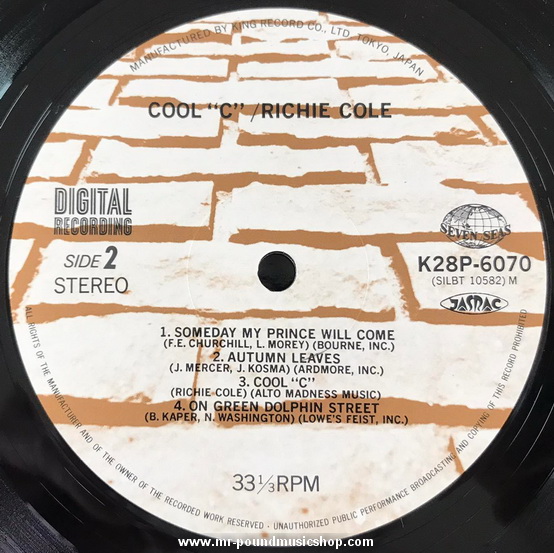 MANUFACTURED BY KING RECORD CO., LTD. TOKYO, JAPAN
COOL "C" / RICHIE COLE
DIGITAL
RECORDING
SEVEN SEAS
SIDE 2
STEREO
K28P-6070
(SILBT 10582) M
JASRAC
1. SOMEDAY MY PRINCE WILL COME
(F.E. CHURCHILL, L. MOREY) (BOURNE, INC.)
2. AUTUMN LEAVES
(J. MERCER, J. KOSMA) (ARDMORE, INC.)
3. COOL "C"
(RICHIE COLE) (ALTO MADNESS MUSIC)
4. ON GREEN DOLPHIN STREET
(B. KAPER, N. WASHINGTON) (LOWE'S FEIST, INC.)
33 1/3 RPM
ALL RIGHTS OF THE MANUFACTURER AND OF THE OWNER OF THE RECORDED WORK RESERVED · UNAUTHORIZED PUBLIC PERFORMANCE BROADCASTING AND COPYING OF THIS RECORD PROHIBITED
www.mr-poundmusicshop.com